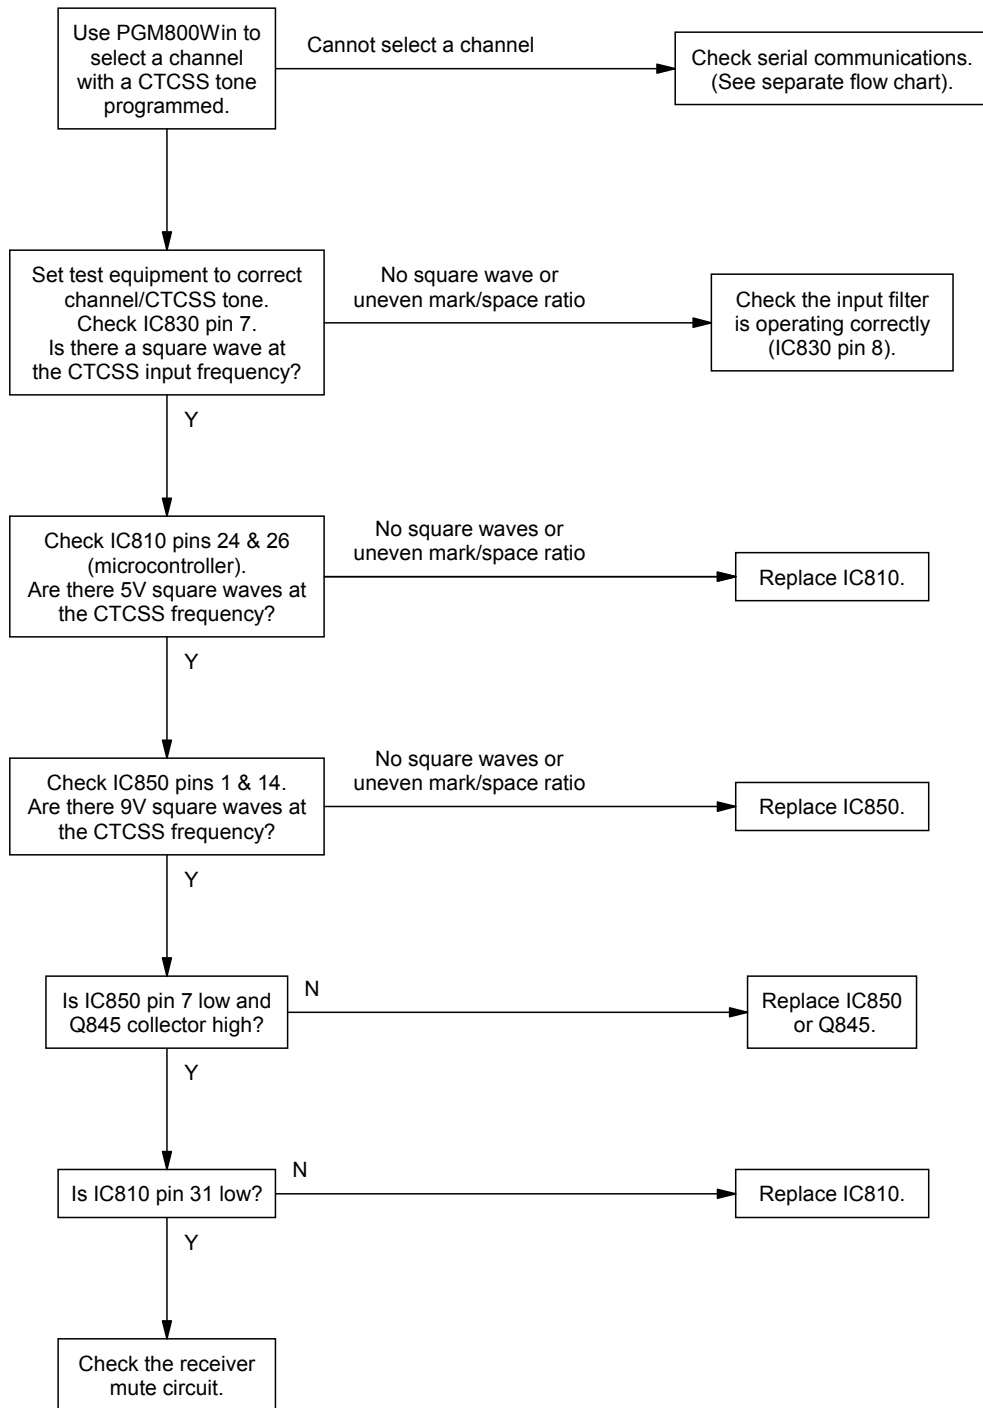 Use PGM800Win to
select a channel
with a CTCSS tone
programmed.
Cannot select a channel
Check serial communications.
(See separate flow chart).
Set test equipment to correct
channel/CTCSS tone.
Check IC830 pin 7.
Is there a square wave at
the CTCSS input frequency?
No square wave or
uneven mark/space ratio
Check the input filter
is operating correctly
(IC830 pin 8).
Y
Check IC810 pins 24 & 26
(microcontroller).
Are there 5V square waves at
the CTCSS frequency?
No square waves or
uneven mark/space ratio
Replace IC810.
Y
Check IC850 pins 1 & 14.
Are there 9V square waves at
the CTCSS frequency?
No square waves or
uneven mark/space ratio
Replace IC850.
Y
Is IC850 pin 7 low and
Q845 collector high?
N
Replace IC850
or Q845.
Y
Is IC810 pin 31 low?
N
Replace IC810.
Y
Check the receiver
mute circuit.